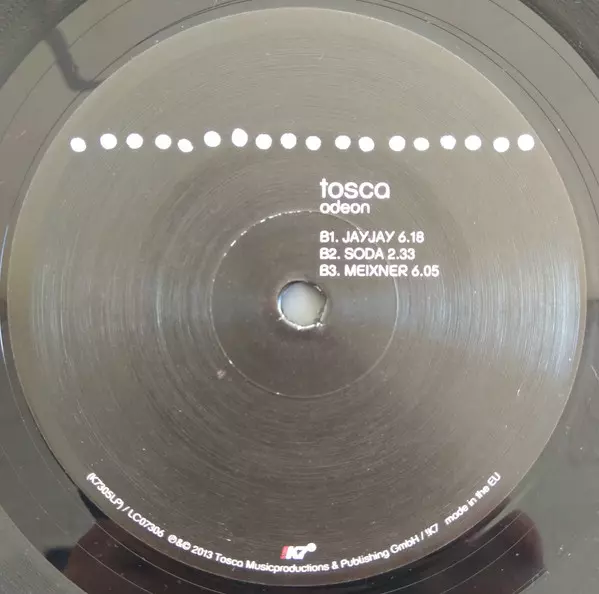 tosca
odeon
B1. JAYJAY 6.18
B2. SODA 2.33
B3. MEIXNER 6.05
(K7305LP) / LC07306 ℗&© 2013 Tosca Musicproductions & Publishing GmbH / !K7 made in the EU
!K7